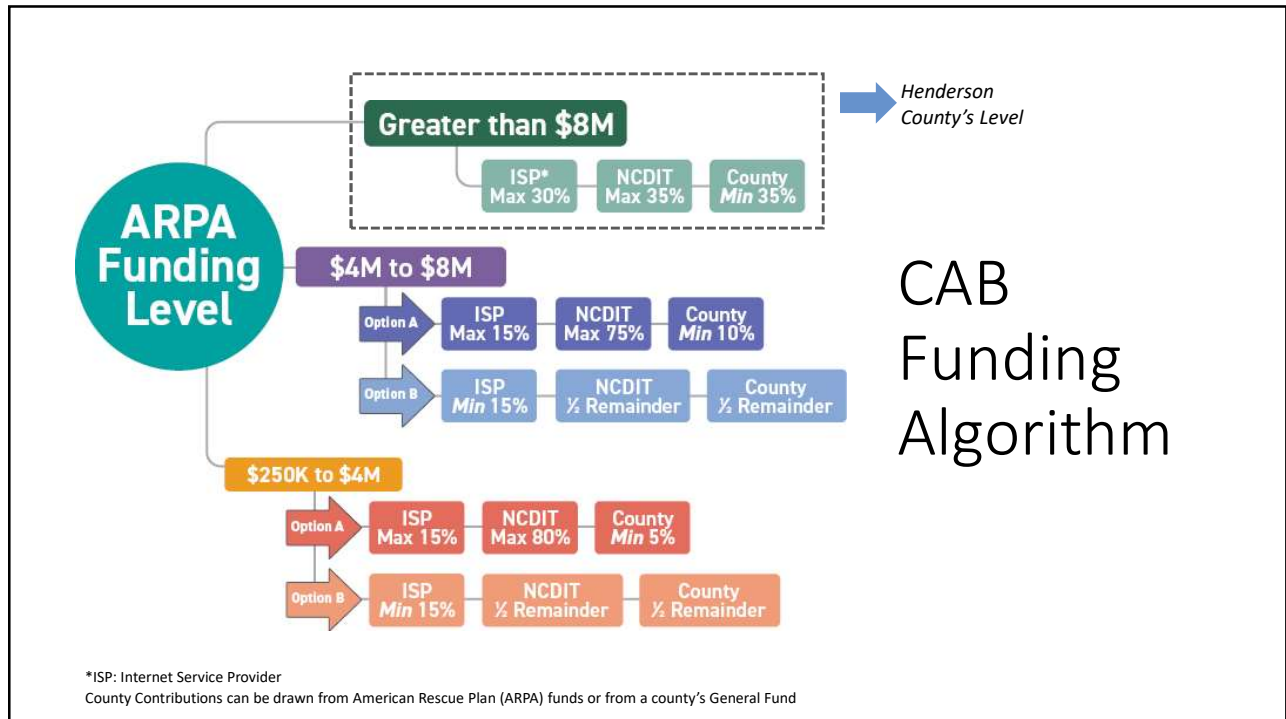 Henderson
County's Level
Greater than $8M
ISP*
Max 30%
NCDIT
Max 35%
County
Min 35%
ARPA
Funding
Level
$4M to $8M
Option A
ISP
Max 15%
NCDIT
Max 75%
County
Min 10%
Option B
ISP
Min 15%
NCDIT
½ Remainder
County
½ Remainder
$250K to $4M
Option A
ISP
Max 15%
NCDIT
Max 80%
County
Min 5%
Option B
ISP
Min 15%
NCDIT
½ Remainder
County
½ Remainder
CAB
Funding
Algorithm
*ISP: Internet Service Provider
County Contributions can be drawn from American Rescue Plan (ARPA) funds or from a county's General Fund